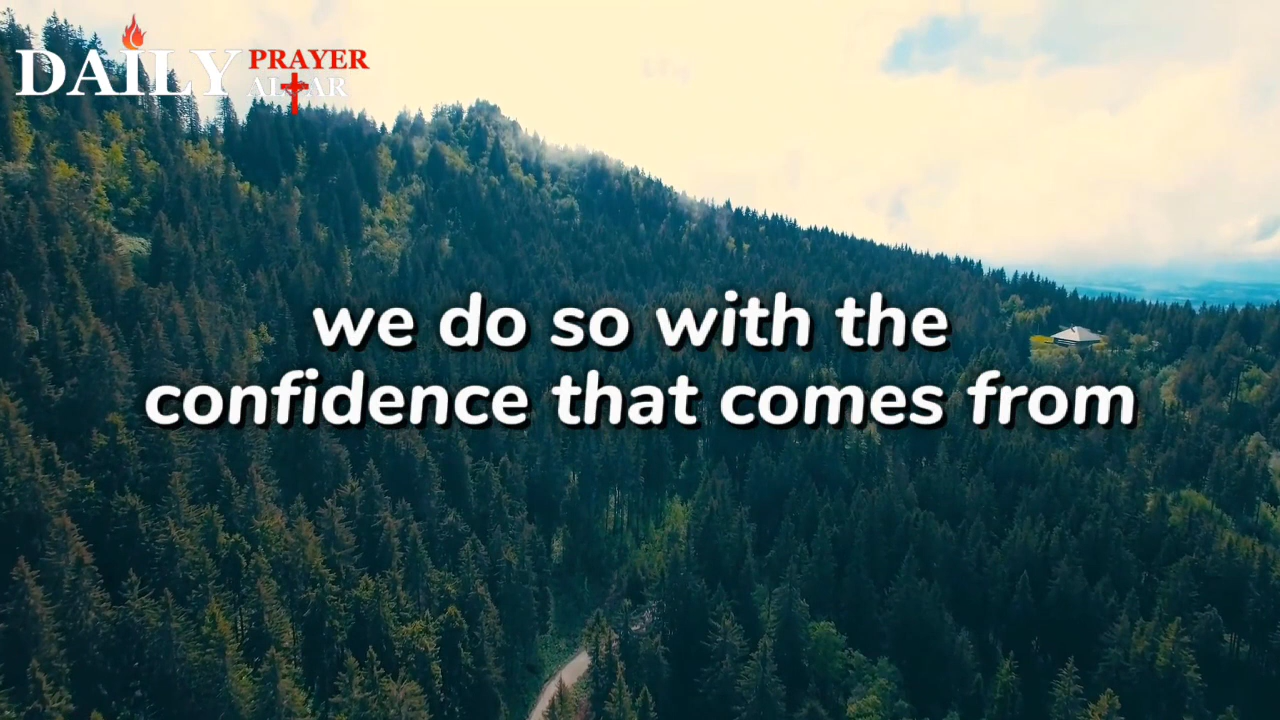 DAILY PRAYER
ALTAR
we do so with the
confidence that comes from